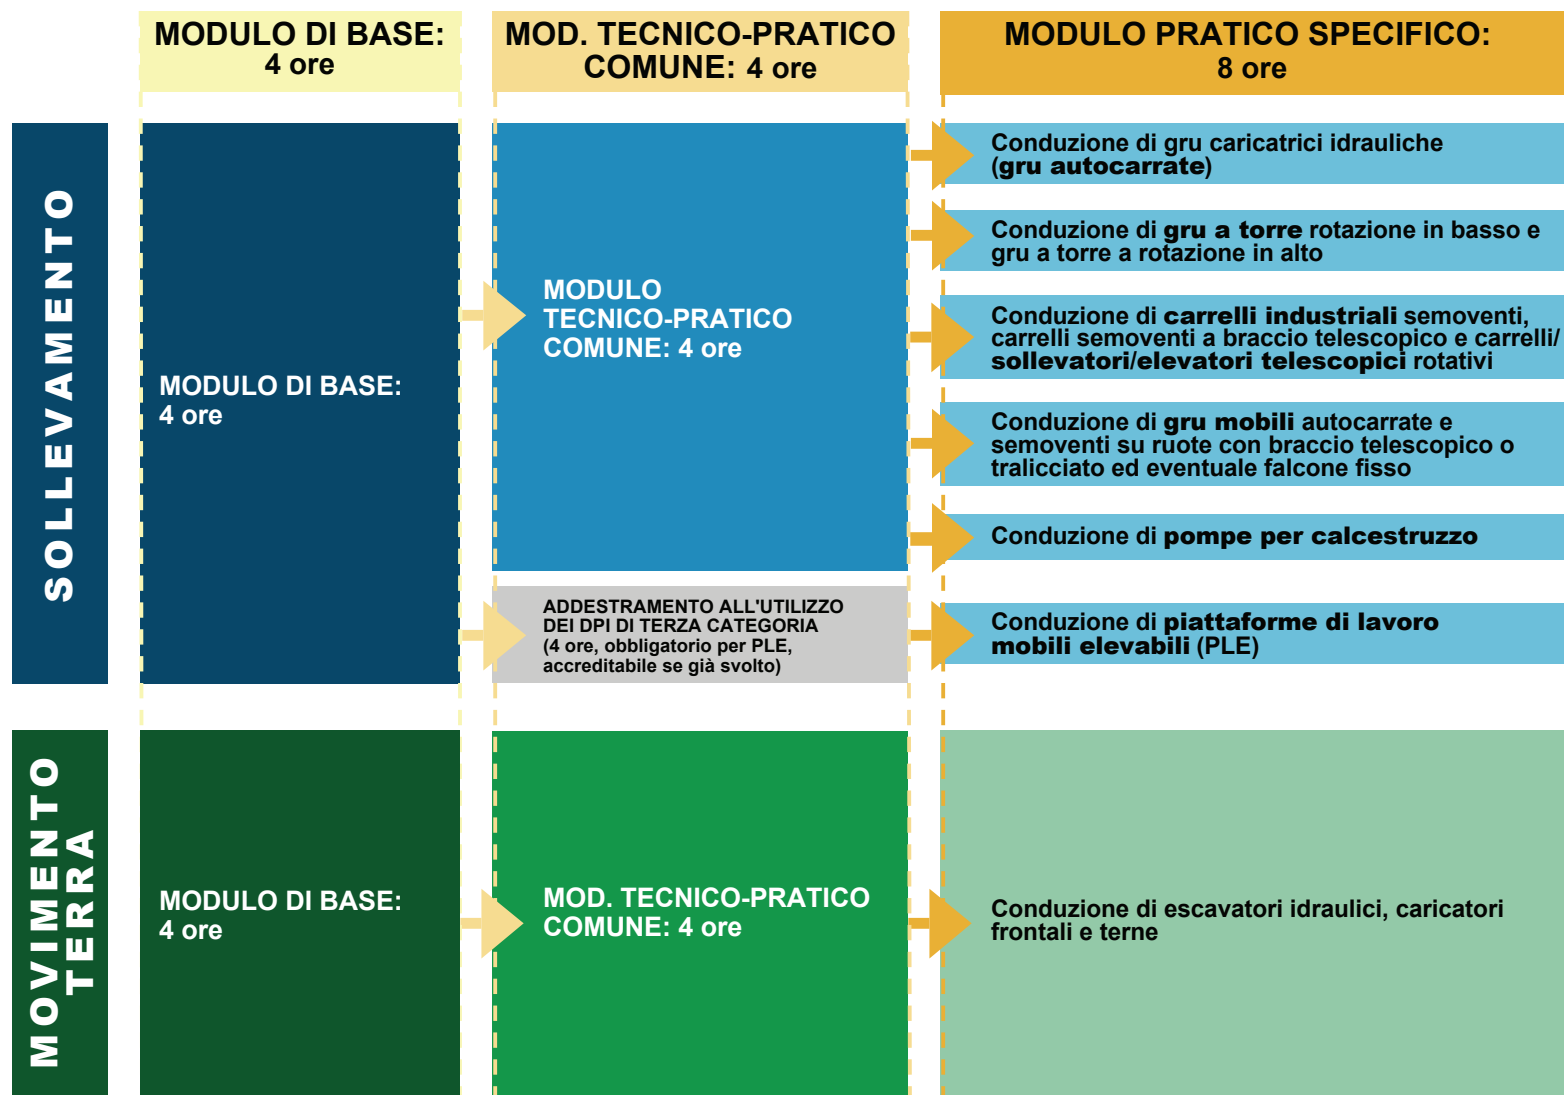 MODULO DI BASE:
4 ore
MOD. TECNICO-PRATICO
COMUNE: 4 ore
MODULO PRATICO SPECIFICO:
8 ore
SOLLEVAMENTO
MODULO DI BASE:
4 ore
MODULO
TECNICO-PRATICO
COMUNE: 4 ore
Conduzione di gru caricatrici idrauliche
(gru autocarrate)
Conduzione di gru a torre rotazione in basso e
gru a torre a rotazione in alto
Conduzione di carrelli industriali semoventi,
carrelli semoventi a braccio telescopico e carrelli/
sollevatori/elevatori telescopici rotativi
Conduzione di gru mobili autocarrate e
semoventi su ruote con braccio telescopico o
tralicciato ed eventuale falcone fisso
Conduzione di pompe per calcestruzzo
ADDESTRAMENTO ALL'UTILIZZO
DEI DPI DI TERZA CATEGORIA
(4 ore, obbligatorio per PLE,
accreditabile se già svolto)
Conduzione di piattaforme di lavoro
mobili elevabili (PLE)
MOVIMENTO
TERRA
MODULO DI BASE:
4 ore
MOD. TECNICO-PRATICO
COMUNE: 4 ore
Conduzione di escavatori idraulici, caricatori
frontali e terne